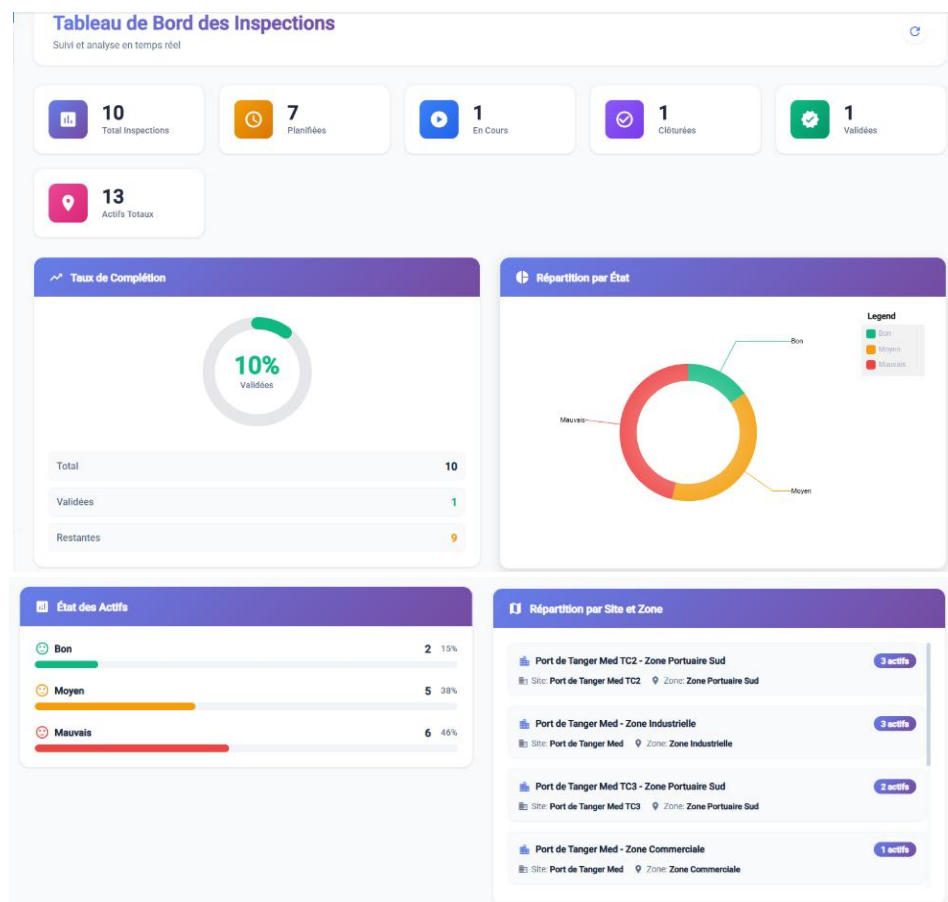 Tableau de Bord des Inspections
Suivi et analyse en temps réel
10
Total Inspections
7
Planifiées
1
En Cours
1
Clôturées
1
Validées
13
Actifs Totaux
Taux de Complétion
10%
Validées
Total 10
Validées 1
Restantes 9
Répartition par État
Legend
Bon
Moyen
Mauvais
Bon
Mauvais
Moyen
État des Actifs
Bon 2 15%
Moyen 5 38%
Mauvais 6 46%
Répartition par Site et Zone
Port de Tanger Med TC2 - Zone Portuaire Sud 3 actifs
Site: Port de Tanger Med TC2 Zone: Zone Portuaire Sud
Port de Tanger Med - Zone Industrielle 3 actifs
Site: Port de Tanger Med Zone: Zone Industrielle
Port de Tanger Med TC3 - Zone Portuaire Sud 2 actifs
Site: Port de Tanger Med TC3 Zone: Zone Portuaire Sud
Port de Tanger Med - Zone Commerciale 1 actifs
Site: Port de Tanger Med Zone: Zone Commerciale